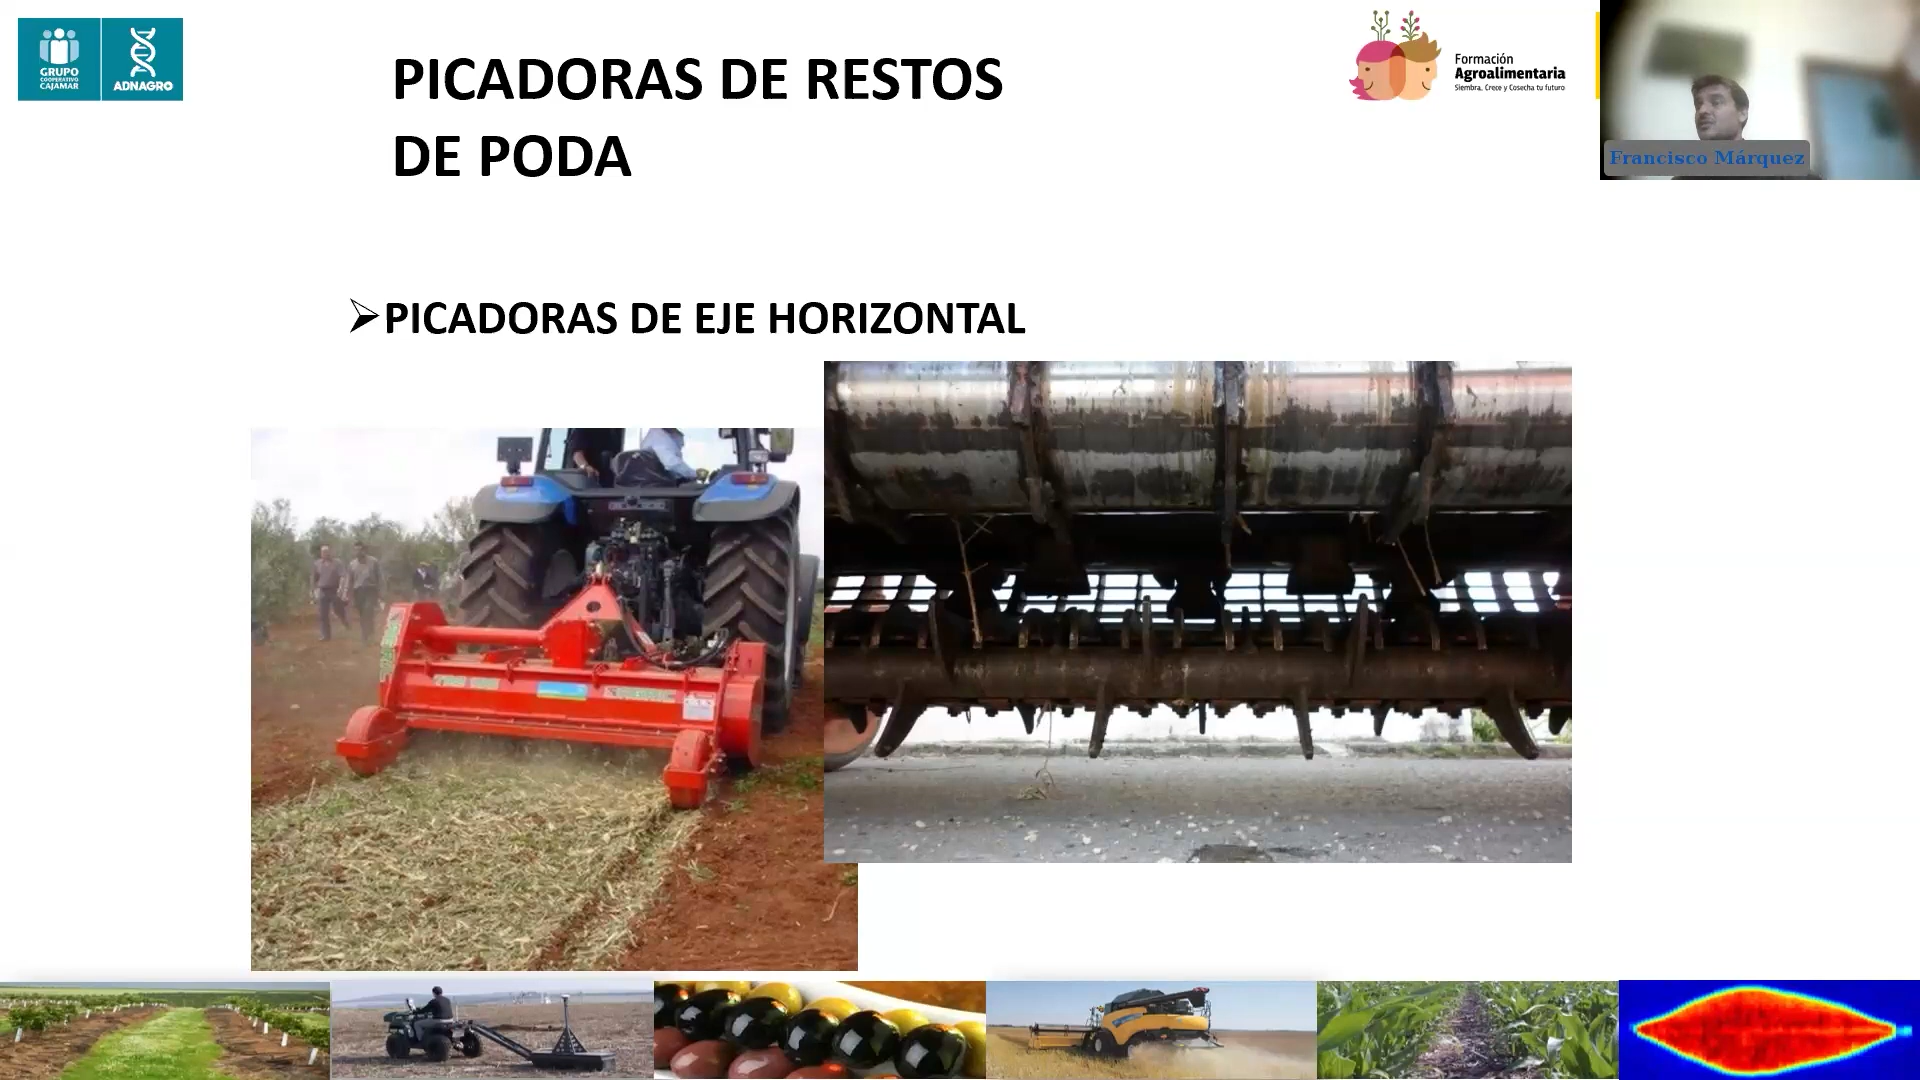 GRUPO
COOPERATIVO
CAJAMAR
ADNAGRO
PICADORAS DE RESTOS
DE PODA
Formación
Agroalimentaria
Siembra, Crece y Cosecha tu futuro
Francisco Márquez
➢PICADORAS DE EJE HORIZONTAL